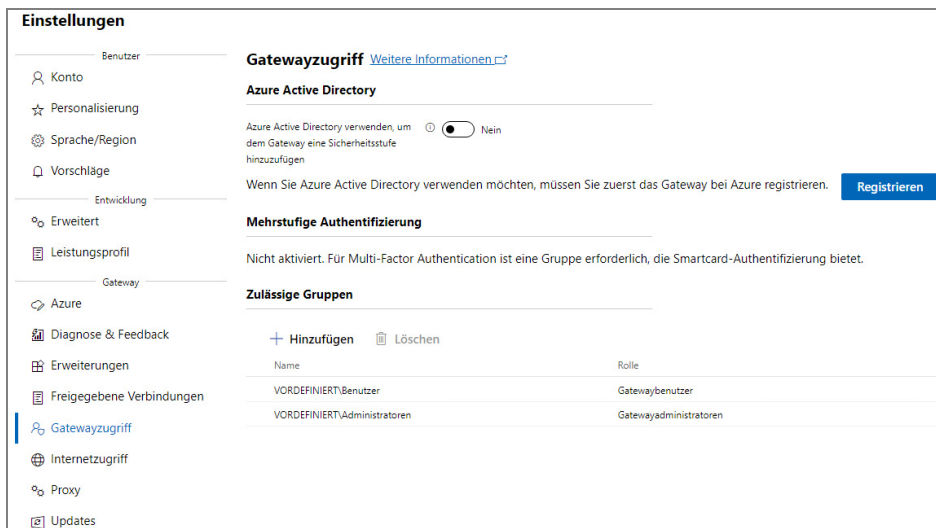 Einstellungen
Benutzer
Konto
Personalisierung
Sprache/Region
Vorschläge
Entwicklung
Erweitert
Leistungsprofil
Gateway
Azure
Diagnose & Feedback
Erweiterungen
Freigegebene Verbindungen
Gatewayzugriff
Internetzugriff
Proxy
Updates
Gatewayzugriff Weitere Informationen
Azure Active Directory
Azure Active Directory verwenden, um
dem Gateway eine Sicherheitsstufe
hinzuzufügen
Nein
Wenn Sie Azure Active Directory verwenden möchten, müssen Sie zuerst das Gateway bei Azure registrieren.
Registrieren
Mehrstufige Authentifizierung
Nicht aktiviert. Für Multi-Factor Authentication ist eine Gruppe erforderlich, die Smartcard-Authentifizierung bietet.
Zulässige Gruppen
Hinzufügen Löschen
Name Rolle
VORDEFINIERT\Benutzer Gatewaybenutzer
VORDEFINIERT\Administratoren Gatewayadministratoren